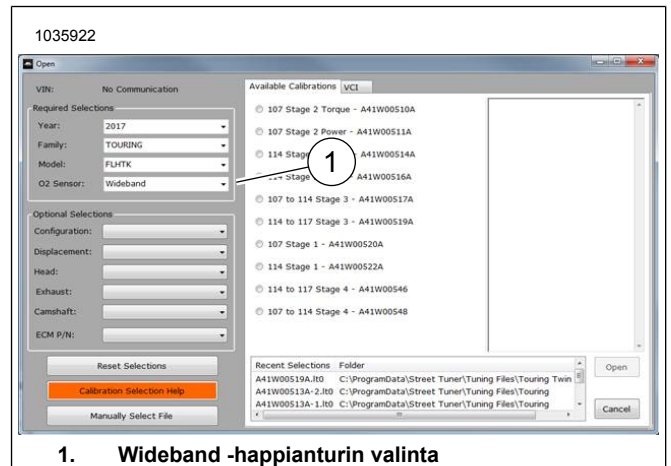 1035922
Open
VIN: No Communication
Required Selections
Year: 2017
Family: TOURING
Model: FLHTK
O2 Sensor: Wideband
Optional Selections
Configuration:
Displacement:
Head:
Exhaust:
Camshaft:
ECM P/N:
Reset Selections
Calibration Selection Help
Manually Select File
Available Calibrations VCI
107 Stage 2 Torque - A41W00510A
107 Stage 2 Power - A41W00511A
114 Stage A41W00514A
114 Stage A41W00516A
107 to 114 Stage 3 - A41W00517A
114 to 117 Stage 3 - A41W00519A
107 Stage 1 - A41W00520A
114 Stage 1 - A41W00522A
114 to 117 Stage 4 - A41W00546
107 to 114 Stage 4 - A41W00548
1
Recent Selections Folder
A41W00519A.lt0 C:\ProgramData\Street Tuner\Tuning Files\Touring Twin
A41W00513A-2.lt0 C:\ProgramData\Street Tuner\Tuning Files\Touring
A41W00513A-1.lt0 C:\ProgramData\Street Tuner\Tuning Files\Touring
Open
Cancel
1. Wideband -happianturin valinta